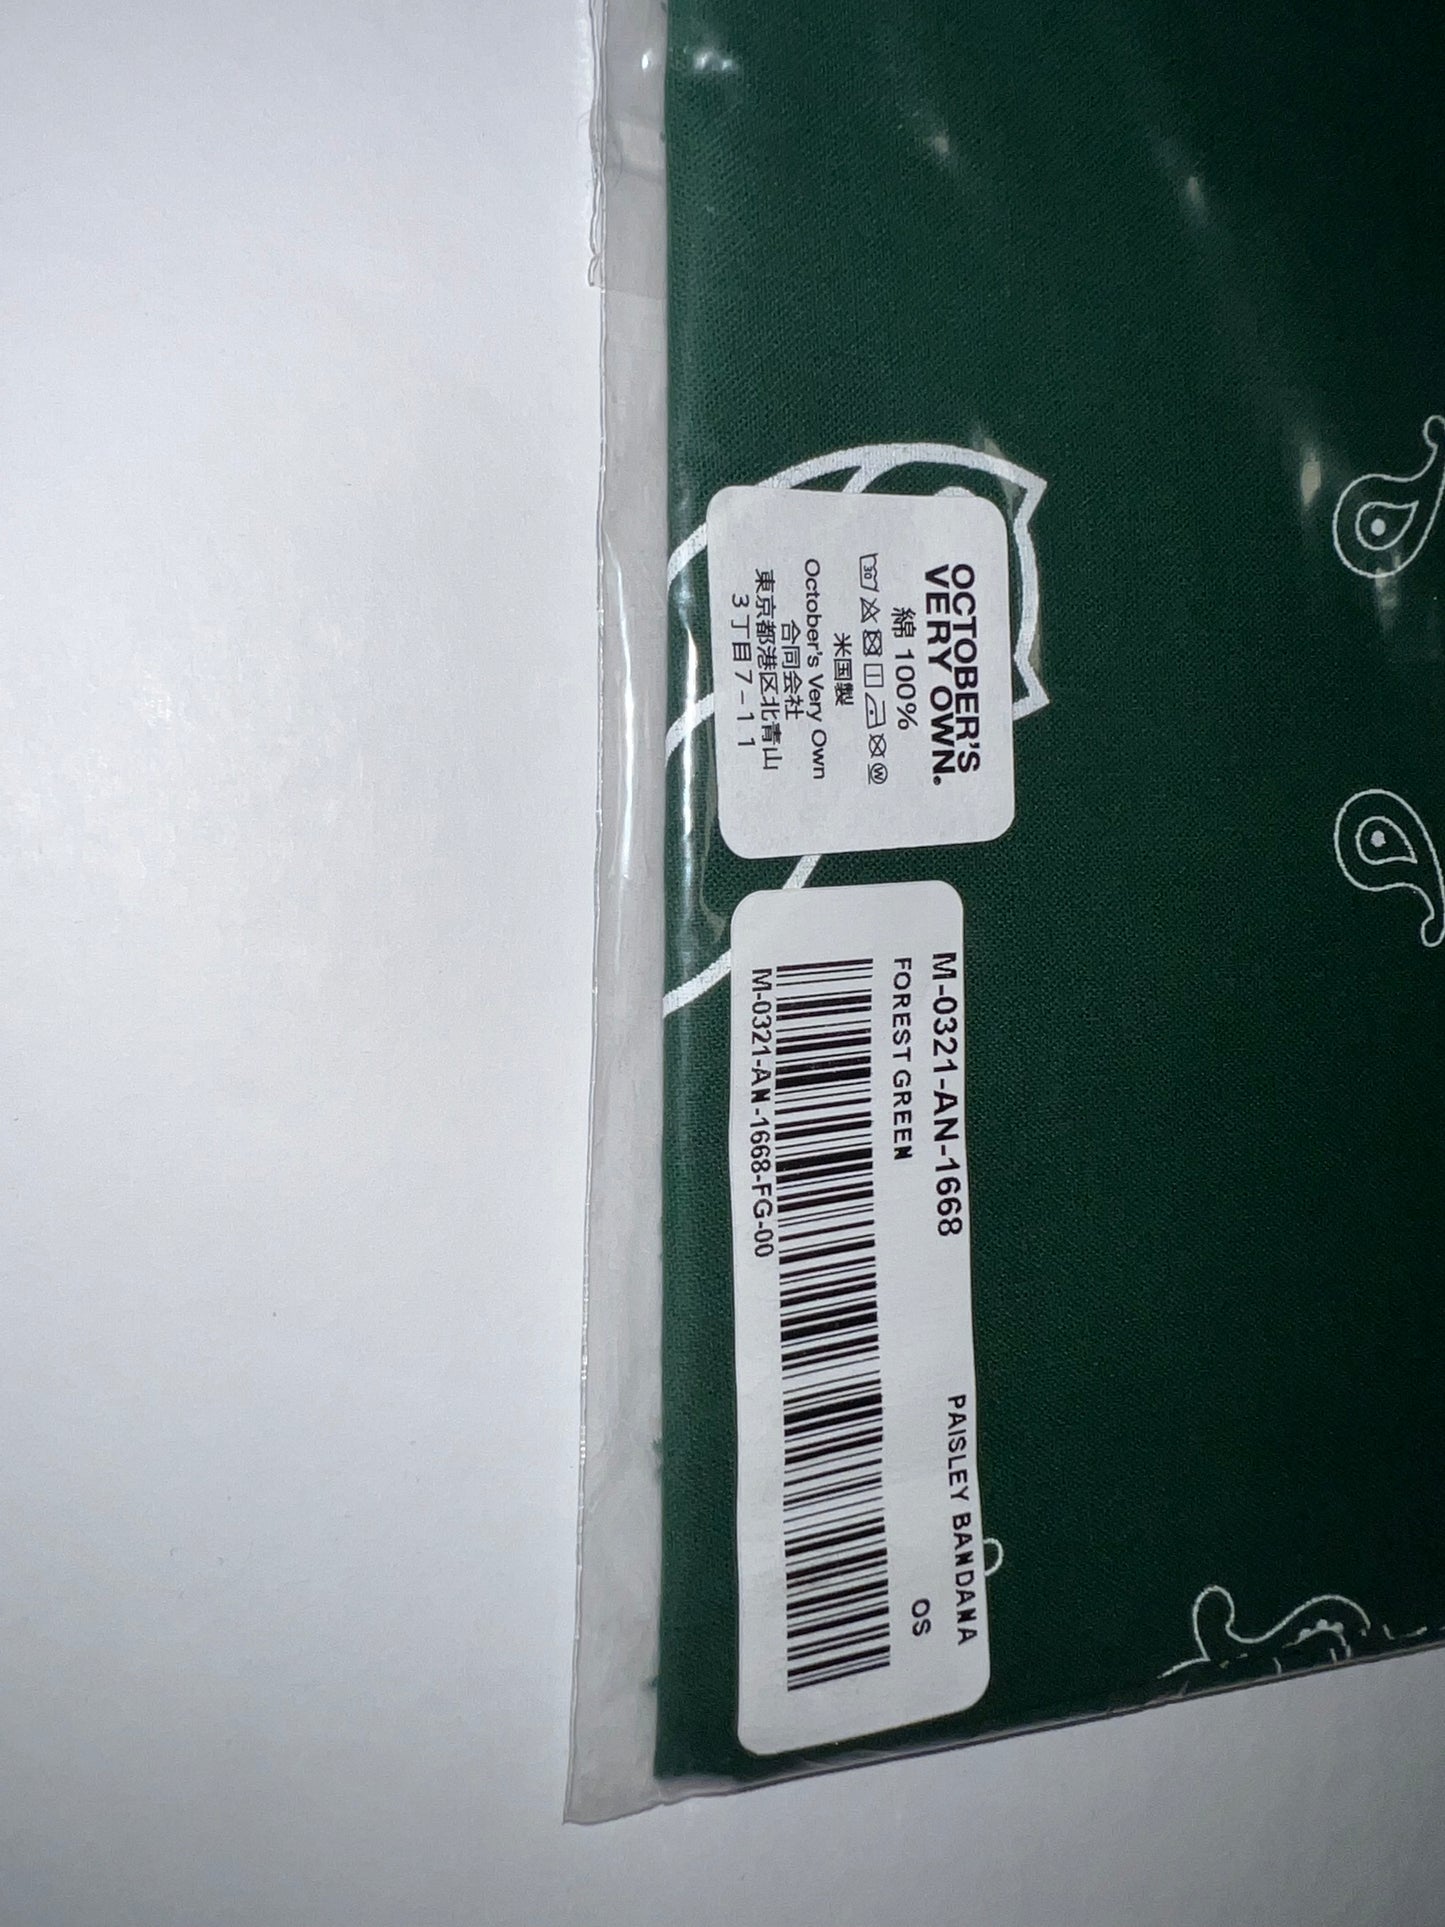 OCTOBER'S
VERY OWN.
綿 100%
30 W
米国製
October's Very Own
合同会社
東京都港区北青山
3丁目7-11
M-0321-AN-1668 PAISLEY BANDANA
FOREST GREEN OS
M-0321-AN-1668-FG-00